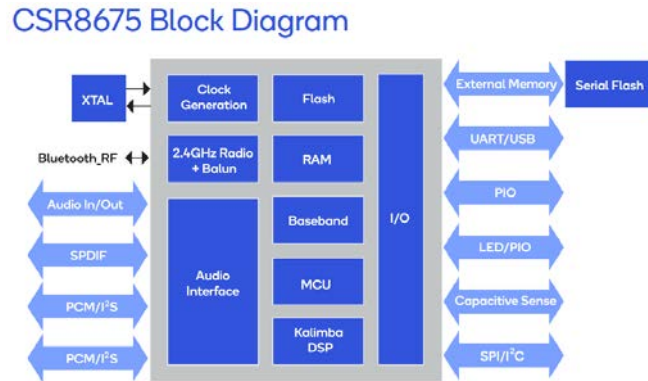 CSR8675 Block Diagram
XTAL
Bluetooth_RF
Audio In/Out
SPDIF
PCM/I²S
PCM/I²S
Clock
Generation
2.4GHz Radio
+ Balun
Audio
Interface
Flash
RAM
Baseband
MCU
Kalimba
DSP
I/O
External Memory
UART/USB
PIO
LED/PIO
Capacitive Sense
SPI/I²C
Serial Flash